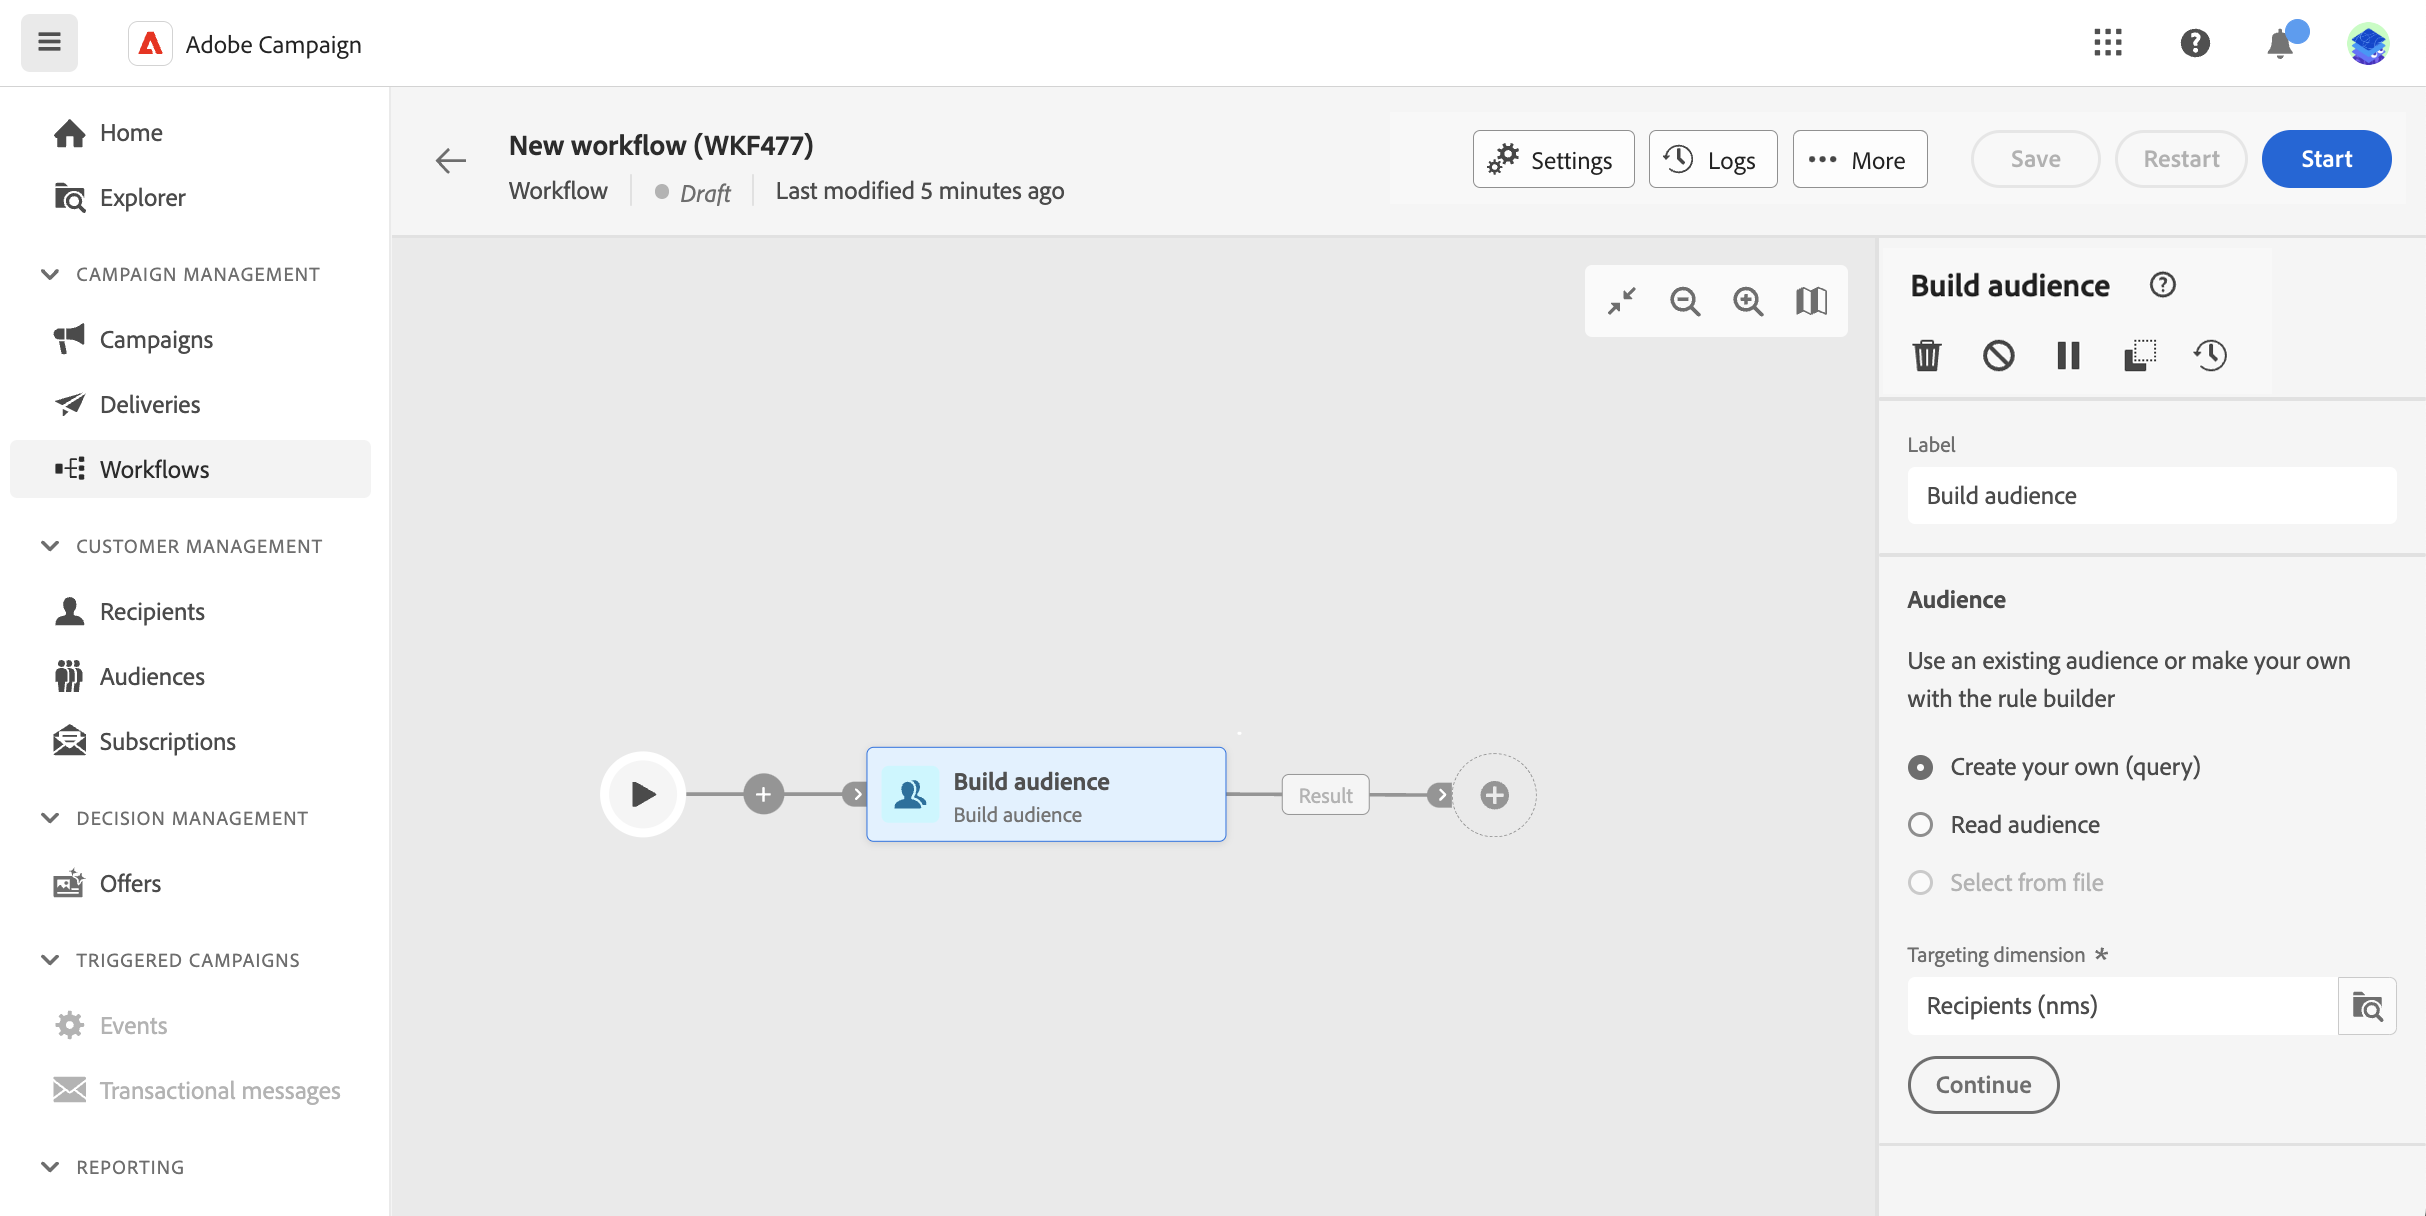 Adobe Campaign
Home
Explorer
CAMPAIGN MANAGEMENT
Campaigns
Deliveries
Workflows
CUSTOMER MANAGEMENT
Recipients
Audiences
Subscriptions
DECISION MANAGEMENT
Offers
TRIGGERED CAMPAIGNS
Events
Transactional messages
REPORTING
New workflow (WKF477)
Workflow
Draft
Last modified 5 minutes ago
Settings
Logs
More
Save
Restart
Start
Build audience
Build audience
Result
Build audience
Label
Build audience
Audience
Use an existing audience or make your own
with the rule builder
Create your own (query)
Read audience
Select from file
Targeting dimension *
Recipients (nms)
Continue